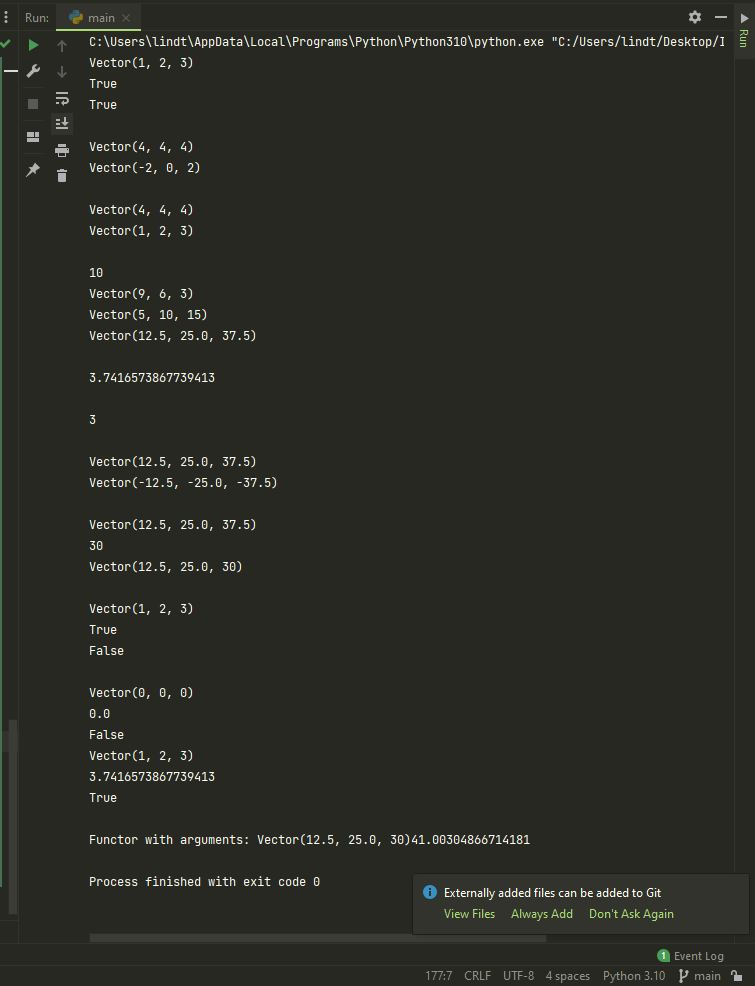 Run: main
C:\Users\lindt\AppData\Local\Programs\Python\Python310\python.exe "C:/Users/lindt/Desktop/I
Run
Vector(1, 2, 3)
True
True
Vector(4, 4, 4)
Vector(-2, 0, 2)
Vector(4, 4, 4)
Vector(1, 2, 3)
10
Vector(9, 6, 3)
Vector(5, 10, 15)
Vector(12.5, 25.0, 37.5)
3.7416573867739413
3
Vector(12.5, 25.0, 37.5)
Vector(-12.5, -25.0, -37.5)
Vector(12.5, 25.0, 37.5)
30
Vector(12.5, 25.0, 30)
Vector(1, 2, 3)
True
False
Vector(0, 0, 0)
0.0
False
Vector(1, 2, 3)
3.7416573867739413
True
Functor with arguments: Vector(12.5, 25.0, 30)41.00304866714181
Process finished with exit code 0
Externally added files can be added to Git
View Files Always Add Don't Ask Again
1 Event Log
177:7 CRLF UTF-8 4 spaces Python 3.10 main